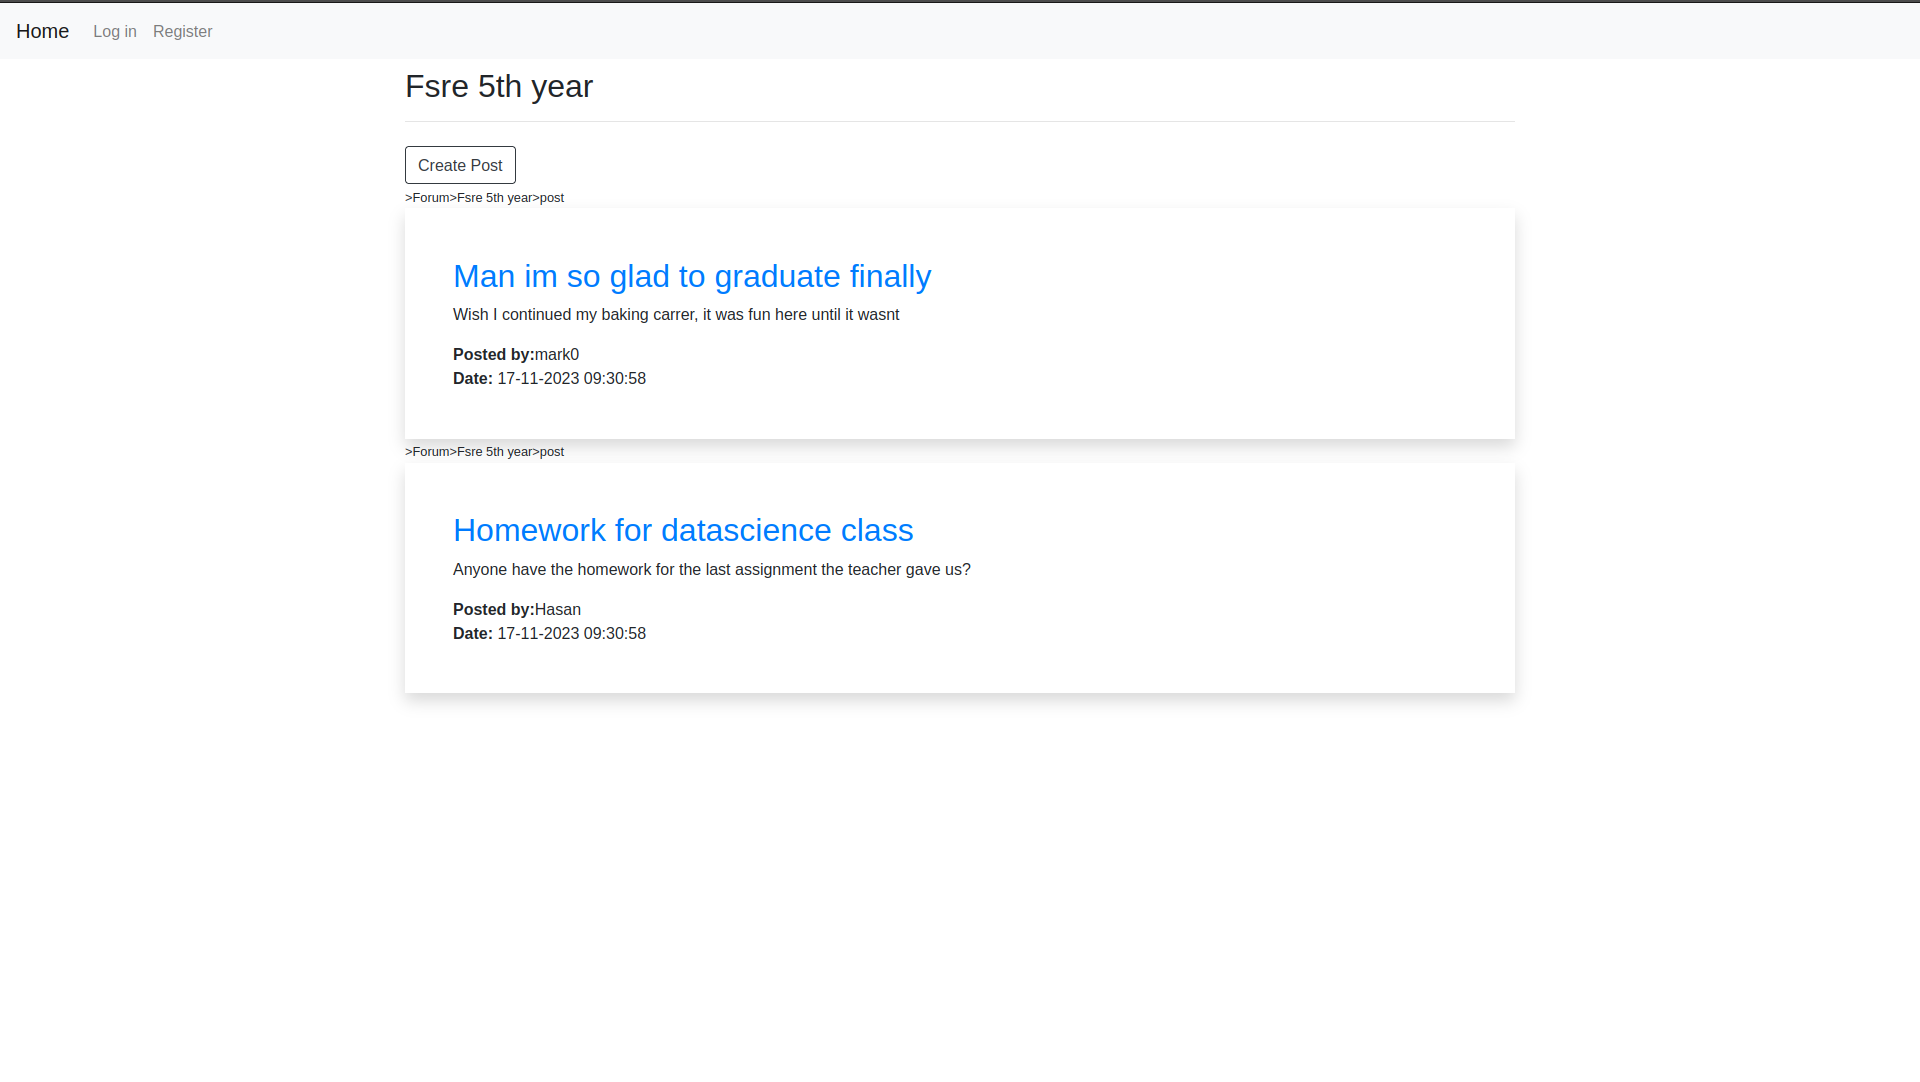 Home Log in Register
Fsre 5th year
Create Post
>Forum>Fsre 5th year>post
Man im so glad to graduate finally
Wish I continued my baking carrer, it was fun here until it wasnt
Posted by:mark0
Date: 17-11-2023 09:30:58
>Forum>Fsre 5th year>post
Homework for datascience class
Anyone have the homework for the last assignment the teacher gave us?
Posted by:Hasan
Date: 17-11-2023 09:30:58